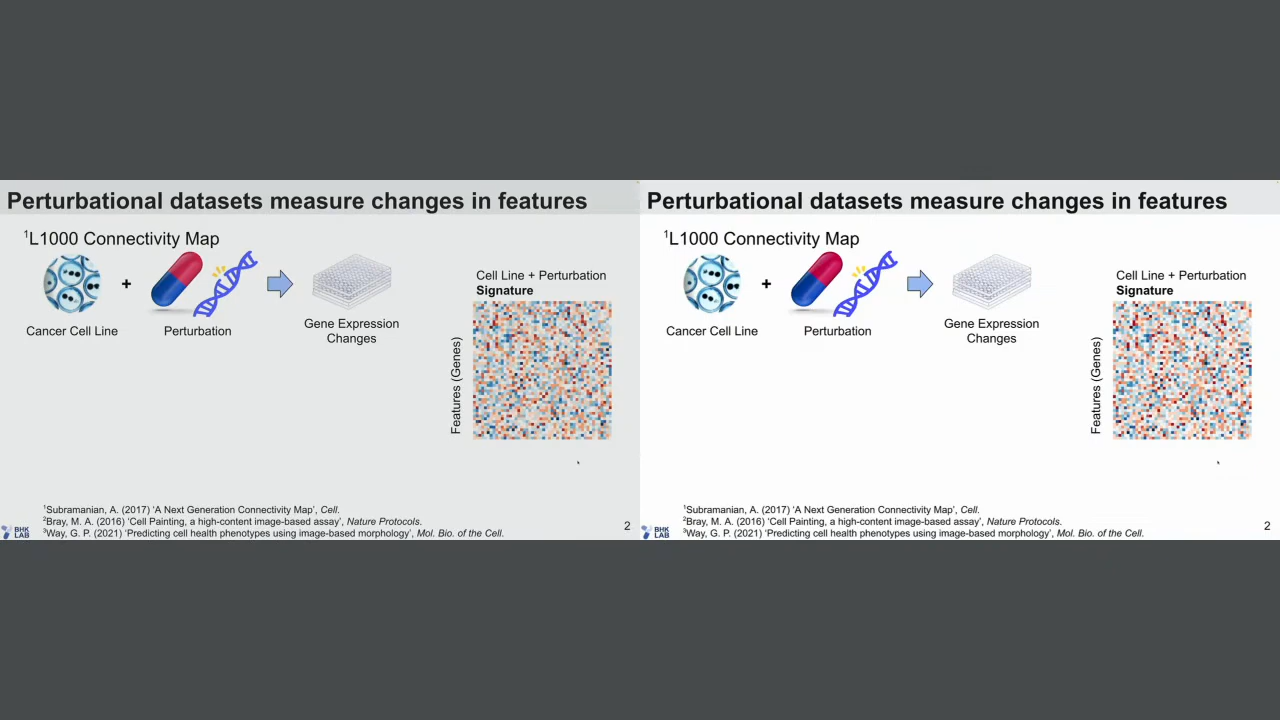 Perturbational datasets measure changes in features
¹L1000 Connectivity Map
+
Cancer Cell Line
Perturbation
Gene Expression
Changes
Cell Line + Perturbation
Signature
Features (Genes)
¹Subramanian, A. (2017) ‘A Next Generation Connectivity Map’, Cell.
²Bray, M. A. (2016) ‘Cell Painting, a high-content image-based assay’, Nature Protocols.
³Way, G. P. (2021) ‘Predicting cell health phenotypes using image-based morphology’, Mol. Bio. of the Cell.
BHK
LAB
2
Perturbational datasets measure changes in features
¹L1000 Connectivity Map
+
Cancer Cell Line
Perturbation
Gene Expression
Changes
Cell Line + Perturbation
Signature
Features (Genes)
¹Subramanian, A. (2017) ‘A Next Generation Connectivity Map’, Cell.
²Bray, M. A. (2016) ‘Cell Painting, a high-content image-based assay’, Nature Protocols.
³Way, G. P. (2021) ‘Predicting cell health phenotypes using image-based morphology’, Mol. Bio. of the Cell.
BHK
LAB
2